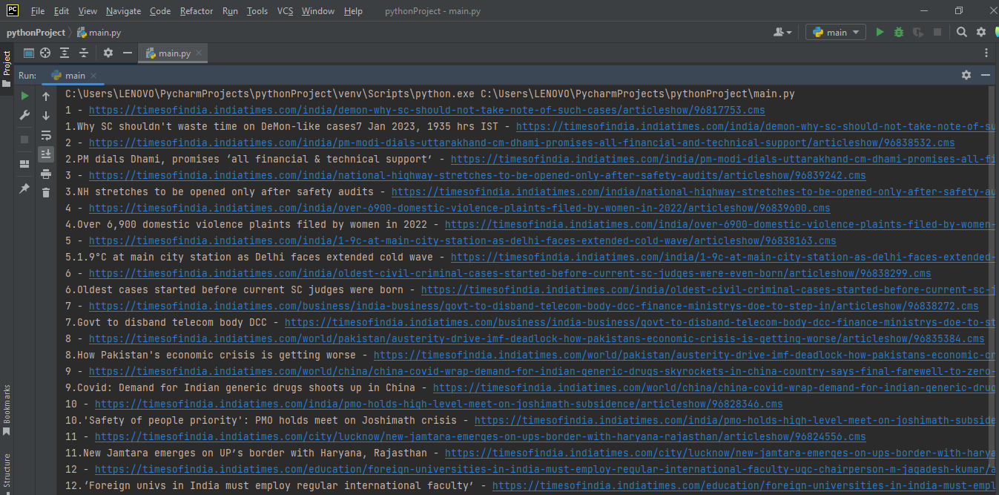 PC File Edit View Navigate Code Refactor Run Tools VCS Window Help pythonProject - main.py
pythonProject main.py main
main.py
Project
Run: main
C:\Users\LENOVO\PycharmProjects\pythonProject\venv\Scripts\python.exe C:\Users\LENOVO\PycharmProjects\pythonProject\main.py
1 - https://timesofindia.indiatimes.com/india/demon-why-sc-should-not-take-note-of-such-cases/articleshow/96817753.cms
1.Why SC shouldn't waste time on DeMon-like cases7 Jan 2023, 1935 hrs IST - https://timesofindia.indiatimes.com/india/demon-why-sc-should-not-take-note-of-su
2 - https://timesofindia.indiatimes.com/india/pm-modi-dials-uttarakhand-cm-dhami-promises-all-financial-and-technical-support/articleshow/96838532.cms
2.PM dials Dhami, promises ‘all financial & technical support’ - https://timesofindia.indiatimes.com/india/pm-modi-dials-uttarakhand-cm-dhami-promises-all-fi
3 - https://timesofindia.indiatimes.com/india/national-highway-stretches-to-be-opened-only-after-safety-audits/articleshow/96839242.cms
3.NH stretches to be opened only after safety audits - https://timesofindia.indiatimes.com/india/national-highway-stretches-to-be-opened-only-after-safety-au
4 - https://timesofindia.indiatimes.com/india/over-6900-domestic-violence-plaints-filed-by-women-in-2022/articleshow/96839600.cms
4.Over 6,900 domestic violence plaints filed by women in 2022 - https://timesofindia.indiatimes.com/india/over-6900-domestic-violence-plaints-filed-by-women-
5 - https://timesofindia.indiatimes.com/india/1-9c-at-main-city-station-as-delhi-faces-extended-cold-wave/articleshow/96838163.cms
5.1.9°C at main city station as Delhi faces extended cold wave - https://timesofindia.indiatimes.com/india/1-9c-at-main-city-station-as-delhi-faces-extended-
6 - https://timesofindia.indiatimes.com/india/oldest-civil-criminal-cases-started-before-current-sc-judges-were-even-born/articleshow/96838299.cms
6.Oldest cases started before current SC judges were born - https://timesofindia.indiatimes.com/india/oldest-civil-criminal-cases-started-before-current-sc-j
7 - https://timesofindia.indiatimes.com/business/india-business/govt-to-disband-telecom-body-dcc-finance-ministrys-doe-to-step-in/articleshow/96838272.cms
7.Govt to disband telecom body DCC - https://timesofindia.indiatimes.com/business/india-business/govt-to-disband-telecom-body-dcc-finance-ministrys-doe-to-st
8 - https://timesofindia.indiatimes.com/world/pakistan/austerity-drive-imf-deadlock-how-pakistans-economic-crisis-is-getting-worse/articleshow/96835384.cms
8.How Pakistan's economic crisis is getting worse - https://timesofindia.indiatimes.com/world/pakistan/austerity-drive-imf-deadlock-how-pakistans-economic-cr
9 - https://timesofindia.indiatimes.com/world/china/china-covid-wrap-demand-for-indian-generic-drugs-skyrockets-in-china-country-says-final-farewell-to-zero-
9.Covid: Demand for Indian generic drugs shoots up in China - https://timesofindia.indiatimes.com/world/china/china-covid-wrap-demand-for-indian-generic-drug
10 - https://timesofindia.indiatimes.com/india/pmo-holds-high-level-meet-on-joshimath-subsidence/articleshow/96828346.cms
10.'Safety of people priority': PMO holds meet on Joshimath crisis - https://timesofindia.indiatimes.com/india/pmo-holds-high-level-meet-on-joshimath-subside
11 - https://timesofindia.indiatimes.com/city/lucknow/new-jamtara-emerges-on-ups-border-with-haryana-rajasthan/articleshow/96824556.cms
11.New Jamtara emerges on UP’s border with Haryana, Rajasthan - https://timesofindia.indiatimes.com/city/lucknow/new-jamtara-emerges-on-ups-border-with-harya
12 - https://timesofindia.indiatimes.com/education/foreign-universities-in-india-must-employ-regular-international-faculty-ugc-chairperson-m-jagadesh-kumar/a
12.‘Foreign univs in India must employ regular international faculty’ - https://timesofindia.indiatimes.com/education/foreign-universities-in-india-must-empl
Bookmarks
Structure